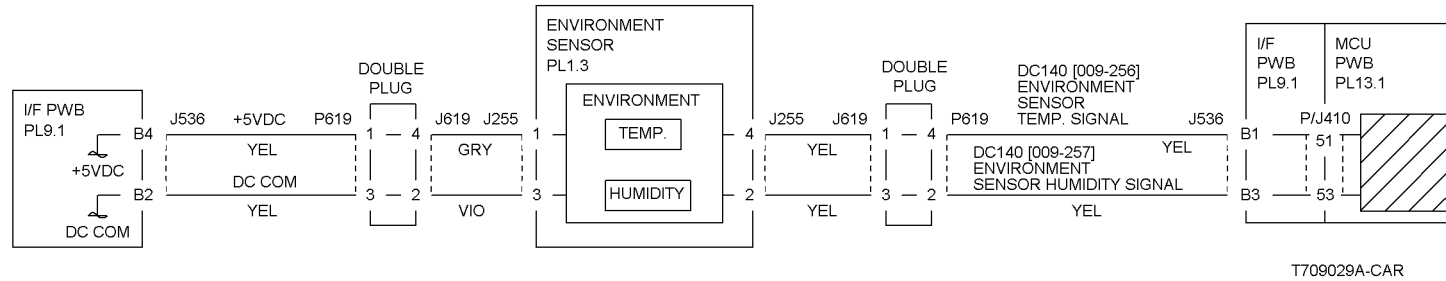 I/F PWB
PL9.1
+5VDC
DC COM
B4
B2
J536 +5VDC P619
YEL
DC COM
YEL
DOUBLE
PLUG
1 4
3 2
J619 J255
GRY
VIO
ENVIRONMENT
SENSOR
PL1.3
ENVIRONMENT
TEMP.
HUMIDITY
1 4
3 2
J255 J619
YEL
YEL
DOUBLE
PLUG
1 4
3 2
P619
DC140 [009-256]
ENVIRONMENT
SENSOR
TEMP. SIGNAL
J536
YEL
DC140 [009-257]
ENVIRONMENT
SENSOR HUMIDITY SIGNAL
YEL
I/F
PWB
PL9.1
MCU
PWB
PL13.1
P/J410
B1 51
B3 53
T709029A-CAR